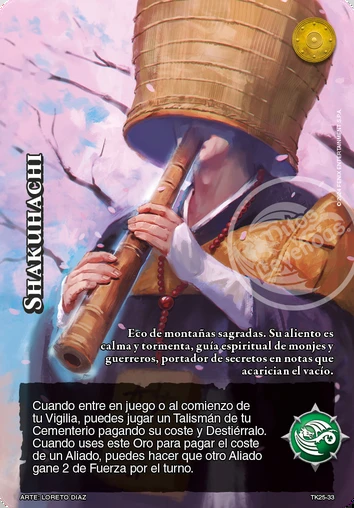 SHAKUHACHI
Eco de montañas sagradas. Su aliento es
calma y tormenta, guía espiritual de monjes y
guerreros, portador de secretos en notas que
acarician el vacío.
Cuando entre en juego o al comienzo de
tu Vigilia, puedes jugar un Talismán de tu
Cementerio pagando su coste y Destiérralo.
Cuando uses este Oro para pagar el coste
de un Aliado, puedes hacer que otro Aliado
gane 2 de Fuerza por el turno.
ARTE: LORETO DIAZ
TK25-33